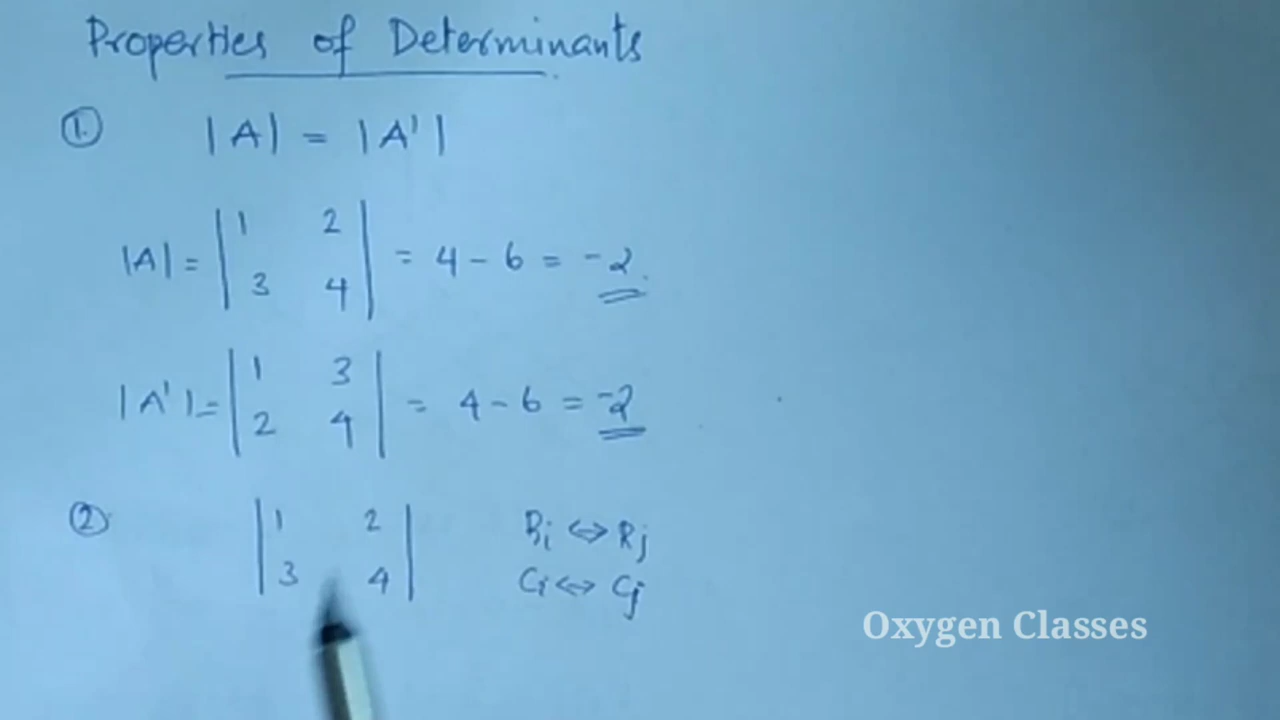 Properties of Determinants
① |A| = |A'|
|A| = | 1 2 | = 4 - 6 = -2
| 3 4 |
|A'| = | 1 3 | = 4 - 6 = -2
| 2 4 |
② | 1 2 | Ri ⇔ Rj
| 3 4 | Ci ⇔ Cj
Oxygen Classes